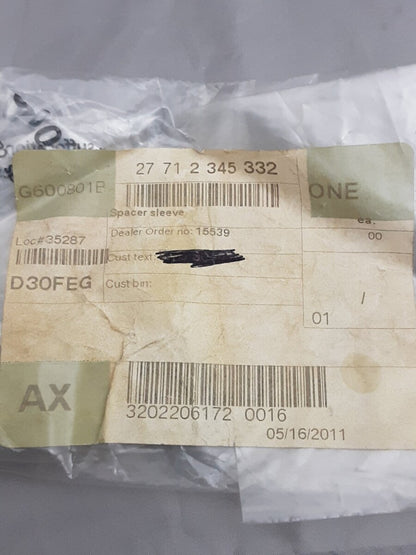 27 71 2 345 332
G600801B
ONE
Spacer sleeve
ea.
Dealer Order no: 15539
00
Loc#35287
Cust text
D30FEG
Cust bin:
/
01
AX
3202206172 0016
05/16/2011